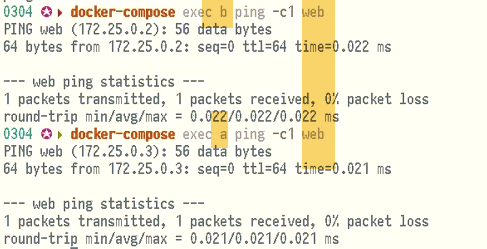 0304 ✪ ▸ docker-compose exec b ping -c1 web
PING web (172.25.0.2): 56 data bytes
64 bytes from 172.25.0.2: seq=0 ttl=64 time=0.022 ms

--- web ping statistics ---
1 packets transmitted, 1 packets received, 0% packet loss
round-trip min/avg/max = 0.022/0.022/0.022 ms
0304 ✪ ▸ docker-compose exec a ping -c1 web
PING web (172.25.0.3): 56 data bytes
64 bytes from 172.25.0.3: seq=0 ttl=64 time=0.021 ms

--- web ping statistics ---
1 packets transmitted, 1 packets received, 0% packet loss
round-trip min/avg/max = 0.021/0.021/0.021 ms